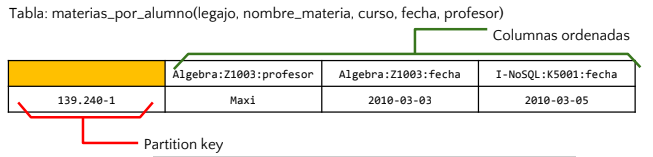 Tabla: materias_por_alumno(legajo, nombre_materia, curso, fecha, profesor)
Columnas ordenadas
Algebra:Z1003:profesor Algebra:Z1003:fecha I-NoSQL:K5001:fecha
139.240-1 Maxi 2010-03-03 2010-03-05
Partition key